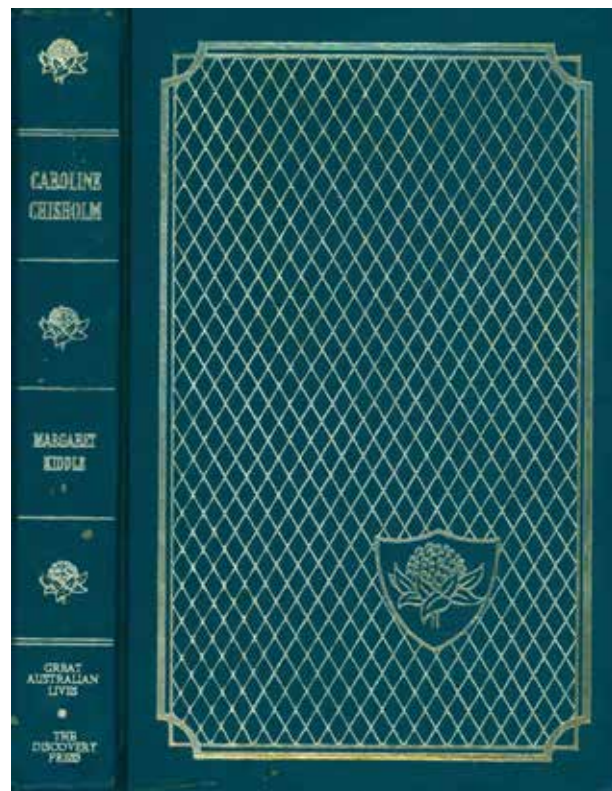 CAROLINE
CHISHOLM
MARGARET
KIDDLE
GREAT
AUSTRALIAN
LIVES
THE
DISCOVERY
PRESS